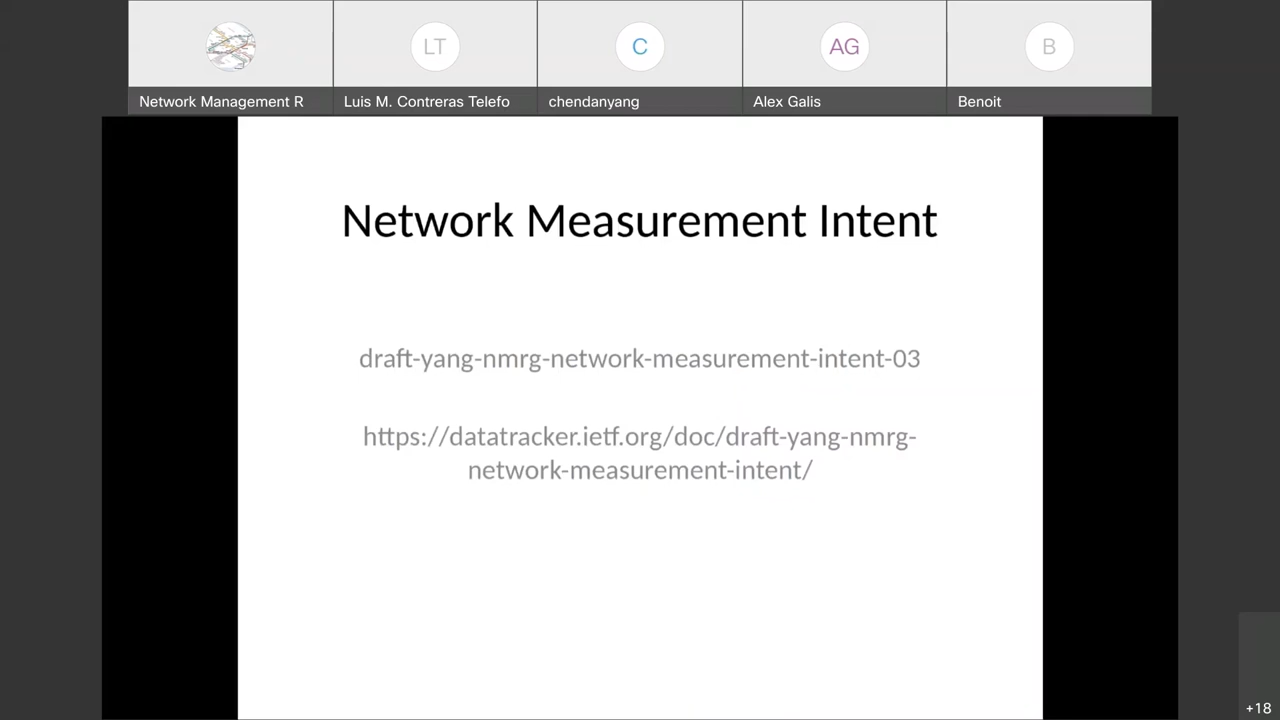 LT
C
AG
B
Network Management R
Luis M. Contreras Telefo
chendanyang
Alex Galis
Benoit
Network Measurement Intent
draft-yang-nmrg-network-measurement-intent-03
https://datatracker.ietf.org/doc/draft-yang-nmrg-
network-measurement-intent/
+18